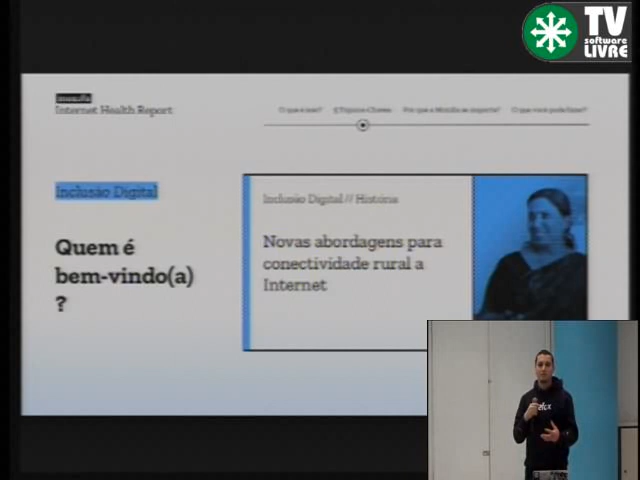 TV
software
LIVRE
mozilla
Internet Health Report
O que é isso?
5 Tópicos-Chaves
Por que a Mozilla se importa?
O que você pode fazer?
Inclusão Digital
Quem é
bem-vindo(a)
?
Inclusão Digital // História
Novas abordagens para
conectividade rural a
Internet